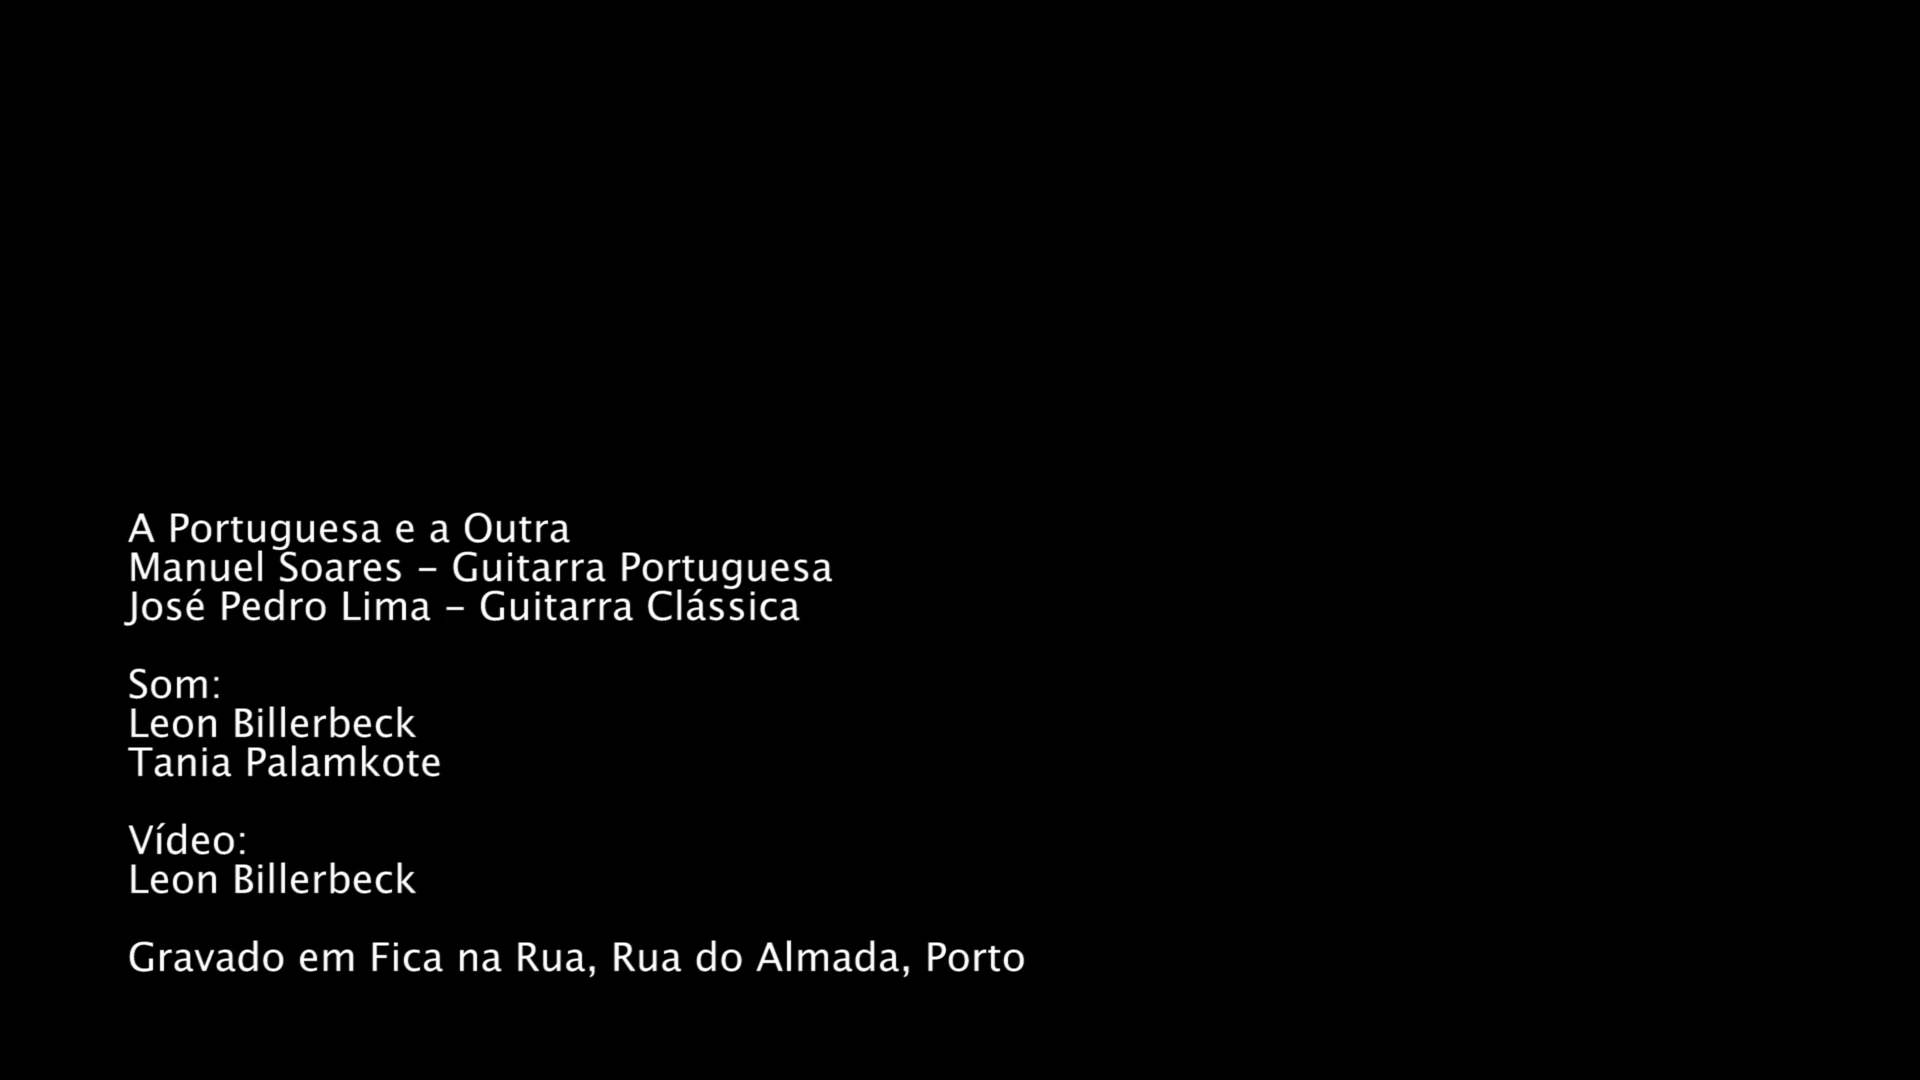 A Portuguesa e a Outra
Manuel Soares – Guitarra Portuguesa
José Pedro Lima – Guitarra Clássica
Som:
Leon Billerbeck
Tania Palamkote
Vídeo:
Leon Billerbeck
Gravado em Fica na Rua, Rua do Almada, Porto